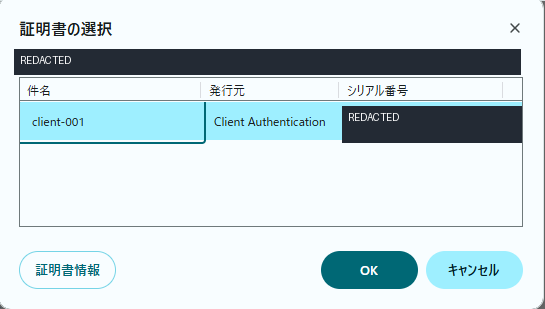 証明書の選択
REDACTED
件名 発行元 シリアル番号
client-001 Client Authentication REDACTED
証明書情報 OK キャンセル